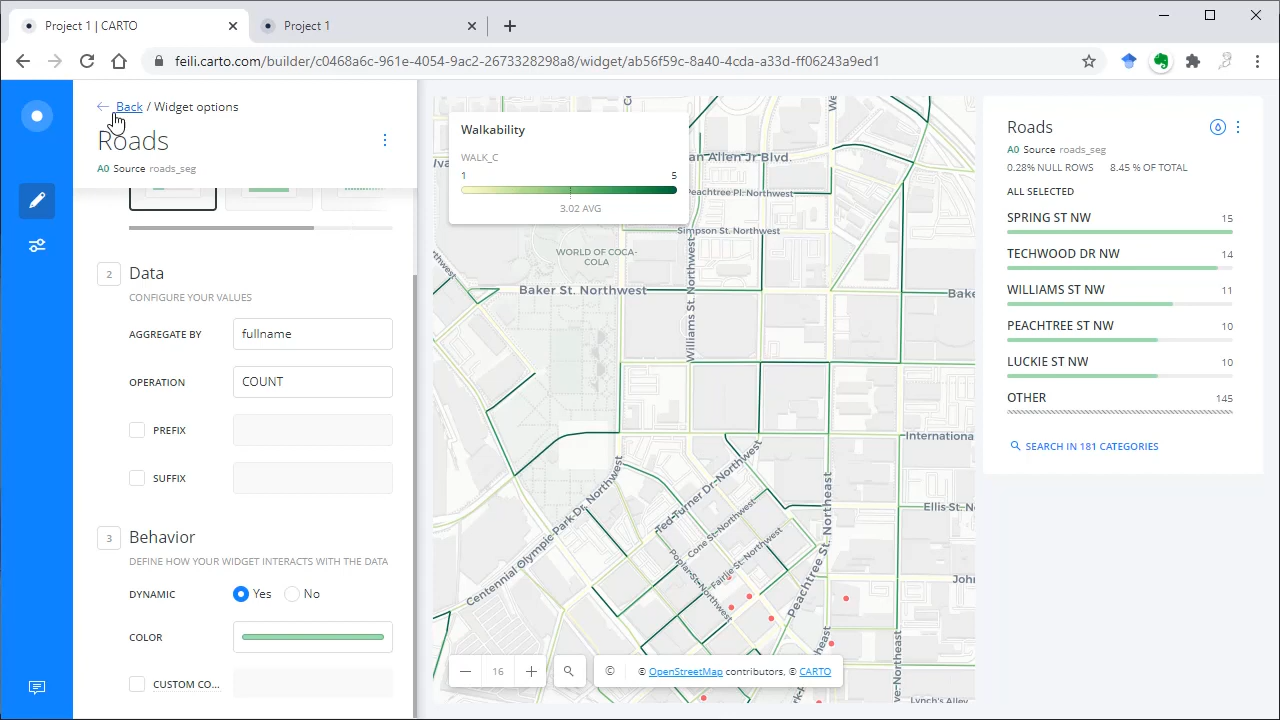 Project 1 | CARTO
Project 1
feili.carto.com/builder/c0468a6c-961e-4054-9ac2-2673328298a8/widget/ab56f59c-8a40-4cda-a33d-ff06243a9ed1
Back / Widget options
Roads
A0 Source roads_seg
2
Data
CONFIGURE YOUR VALUES
AGGREGATE BY
fullname
OPERATION
COUNT
PREFIX
SUFFIX
3
Behavior
DEFINE HOW YOUR WIDGET INTERACTS WITH THE DATA
DYNAMIC
Yes
No
COLOR
CUSTOM CO...
Walkability
WALK_C
1
5
3.02 AVG
an Allen Jr Blvd.
Peachtree Pl Northwest
Simpson St. Northwest
WORLD OF COCA-
COLA
Baker St. Northwest
Bake
Williams St. Northwest
Internationa
Ted Turner Dr. Northwest
Centennial Olympic Park Dr. Northwest
Cone St. Northwest
Fairlie St. Northwest
Poplar St. Northwest
Peachtree St. Northeast
Ellis St. N
John
Lynch's Alley
16
© OpenStreetMap contributors, © CARTO
Roads
A0 Source roads_seg
0.28% NULL ROWS
8.45 % OF TOTAL
ALL SELECTED
SPRING ST NW
15
TECHWOOD DR NW
14
WILLIAMS ST NW
11
PEACHTREE ST NW
10
LUCKIE ST NW
10
OTHER
145
SEARCH IN 181 CATEGORIES